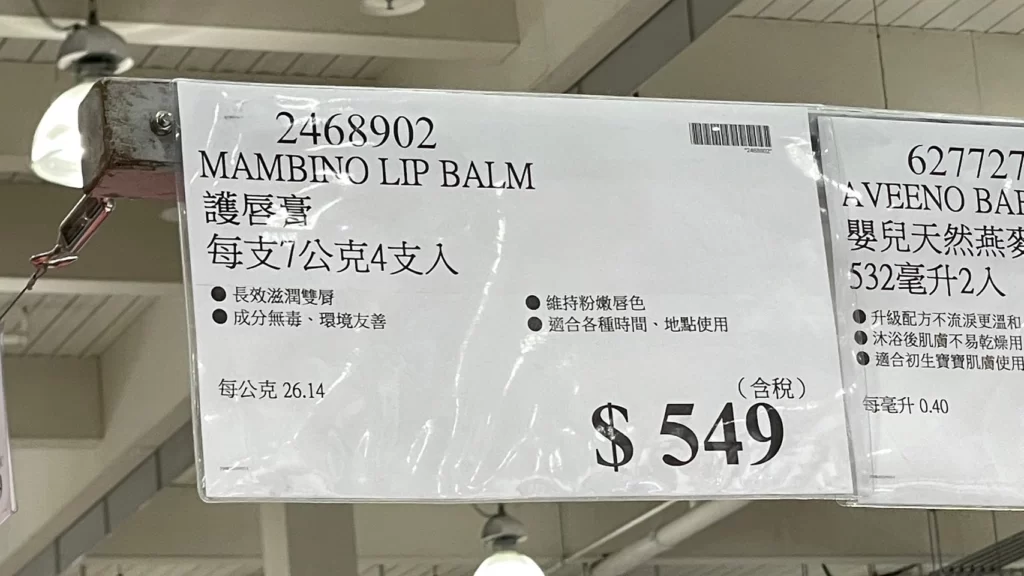 2468902
MAMBINO LIP BALM
護唇膏
每支7公克4支入
● 長效滋潤雙唇
● 成分無毒、環境友善
● 維持粉嫩唇色
● 適合各種時間、地點使用
每公克 26.14
（含稅）
$ 549
"2468902"
627727
AVEENO BA
嬰兒天然燕麥
532毫升2入
● 升級配方不流淚更溫和
● 沐浴後肌膚不易乾燥用
● 適合初生寶寶肌膚使用
每毫升 0.40